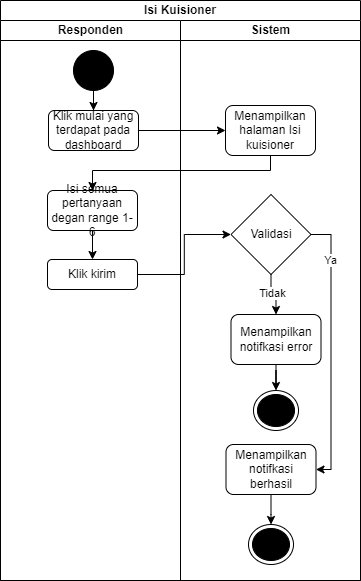 Isi Kuisioner
Responden
Sistem
Klik mulai yang
terdapat pada
dashboard
Menampilkan
halaman Isi
kuisioner
Isi semua
pertanyaan
degan range 1-
6
Klik kirim
Validasi
Ya
Tidak
Menampilkan
notifkasi error
Menampilkan
notifkasi
berhasil